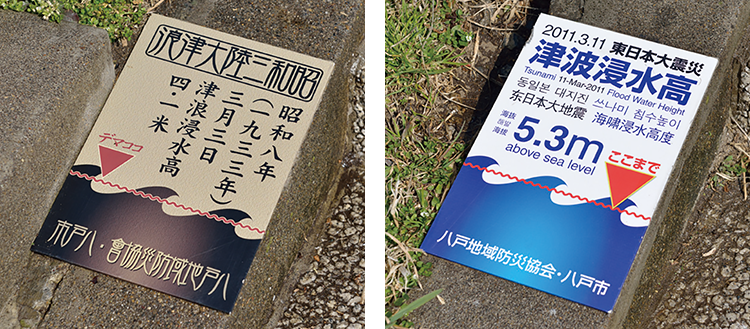 昭和三陸大津浪
昭和八年
(一九三三年)
三月三日
津浪浸水高
四・一米
ココマデ
八戸地域防災協會・八戸市
2011.3.11 東日本大震災
津波浸水高
Tsunami 11-Mar-2011 Flood Water Height
동일본 대지진 쓰나미 침수높이
东日本大地震 海啸浸水高度
海抜
해발
海拔
5.3m
above sea level
ここまで
八戸地域防災協会・八戸市